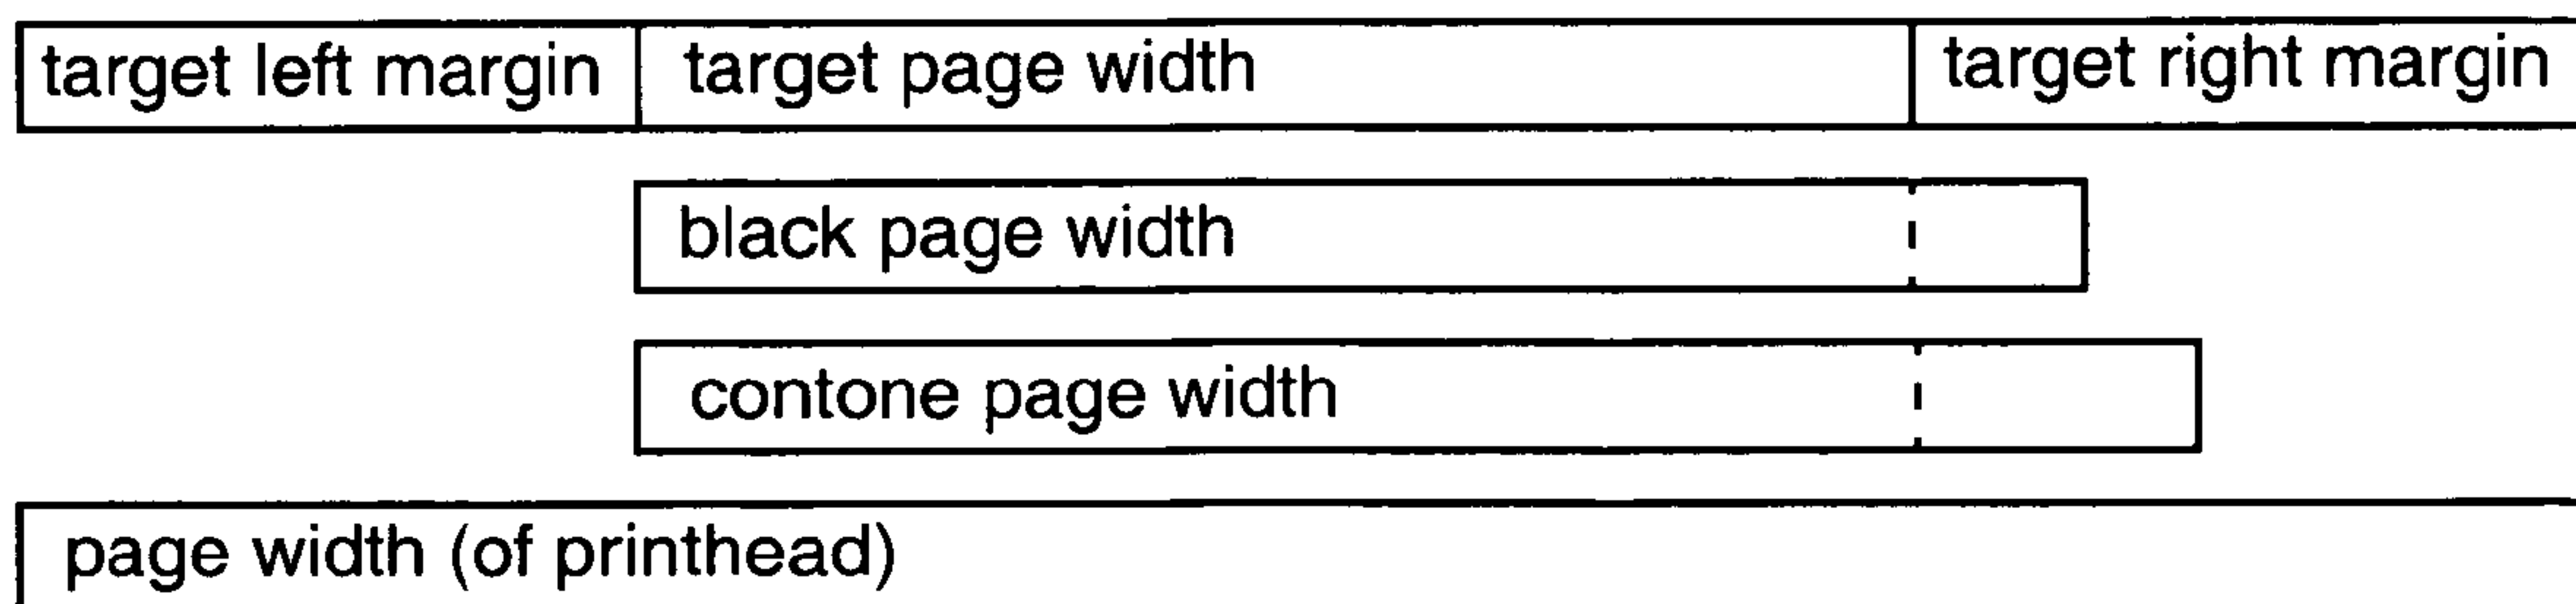 target left margin target page width target right margin
black page width
contone page width
page width (of printhead)